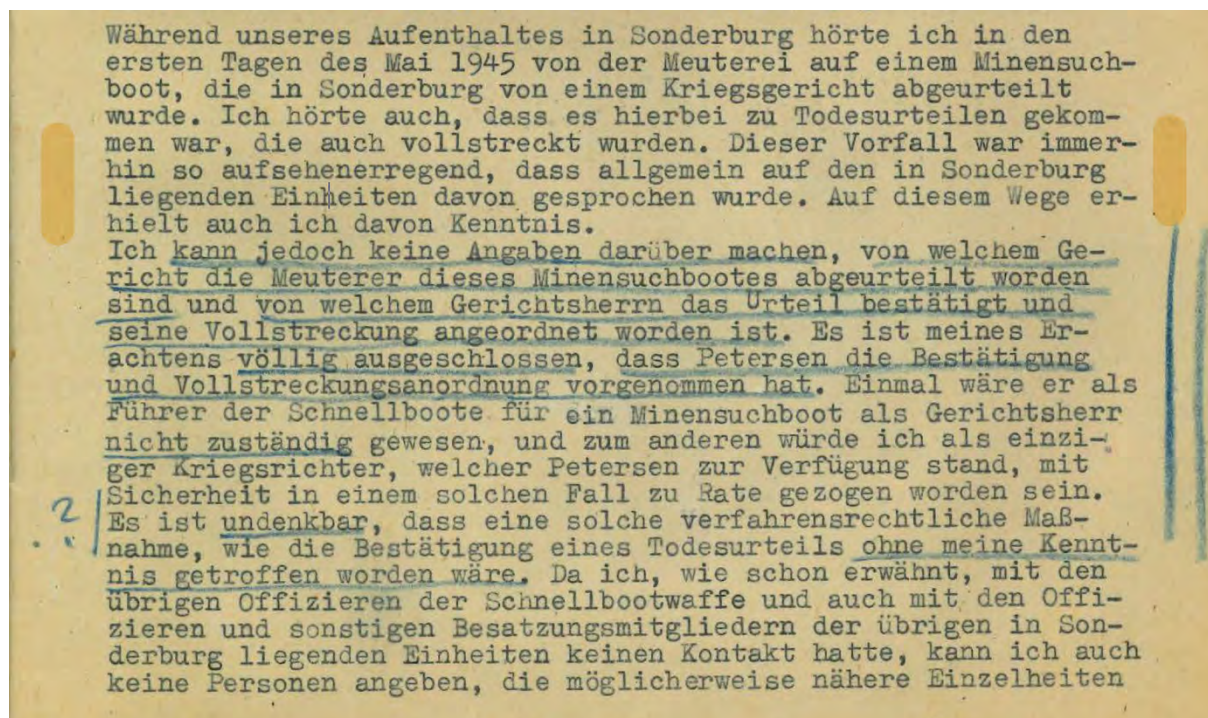 Während unseres Aufenthaltes in Sonderburg hörte ich in den
ersten Tagen des Mai 1945 von der Meuterei auf einem Minensuch-
boot, die in Sonderburg von einem Kriegsgericht abgeurteilt
wurde. Ich hörte auch, dass es hierbei zu Todesurteilen gekom-
men war, die auch vollstreckt wurden. Dieser Vorfall war immer-
hin so aufsehenerregend, dass allgemein auf den in Sonderburg
liegenden Einheiten davon gesprochen wurde. Auf diesem Wege er-
hielt auch ich davon Kenntnis.
Ich kann jedoch keine Angaben darüber machen, von welchem Ge-
richt die Meuterer dieses Minensuchbootes abgeurteilt worden
sind und von welchem Gerichtsherrn das Urteil bestätigt und
seine Vollstreckung angeordnet worden ist. Es ist meines Er-
achtens völlig ausgeschlossen, dass Petersen die Bestätigung
und Vollstreckungsanordnung vorgenommen hat. Einmal wäre er als
Führer der Schnellboote für ein Minensuchboot als Gerichtsherr
nicht zuständig gewesen, und zum anderen würde ich als einzi-
ger Kriegsrichter, welcher Petersen zur Verfügung stand, mit
Sicherheit in einem solchen Fall zu Rate gezogen worden sein.
? Es ist undenkbar, dass eine solche verfahrensrechtliche Maß-
nahme, wie die Bestätigung eines Todesurteils ohne meine Kennt-
nis getroffen worden wäre. Da ich, wie schon erwähnt, mit den
übrigen Offizieren der Schnellbootwaffe und auch mit den Offi-
zieren und sonstigen Besatzungsmitgliedern der übrigen in Son-
derburg liegenden Einheiten keinen Kontakt hatte, kann ich auch
keine Personen angeben, die möglicherweise nähere Einzelheiten